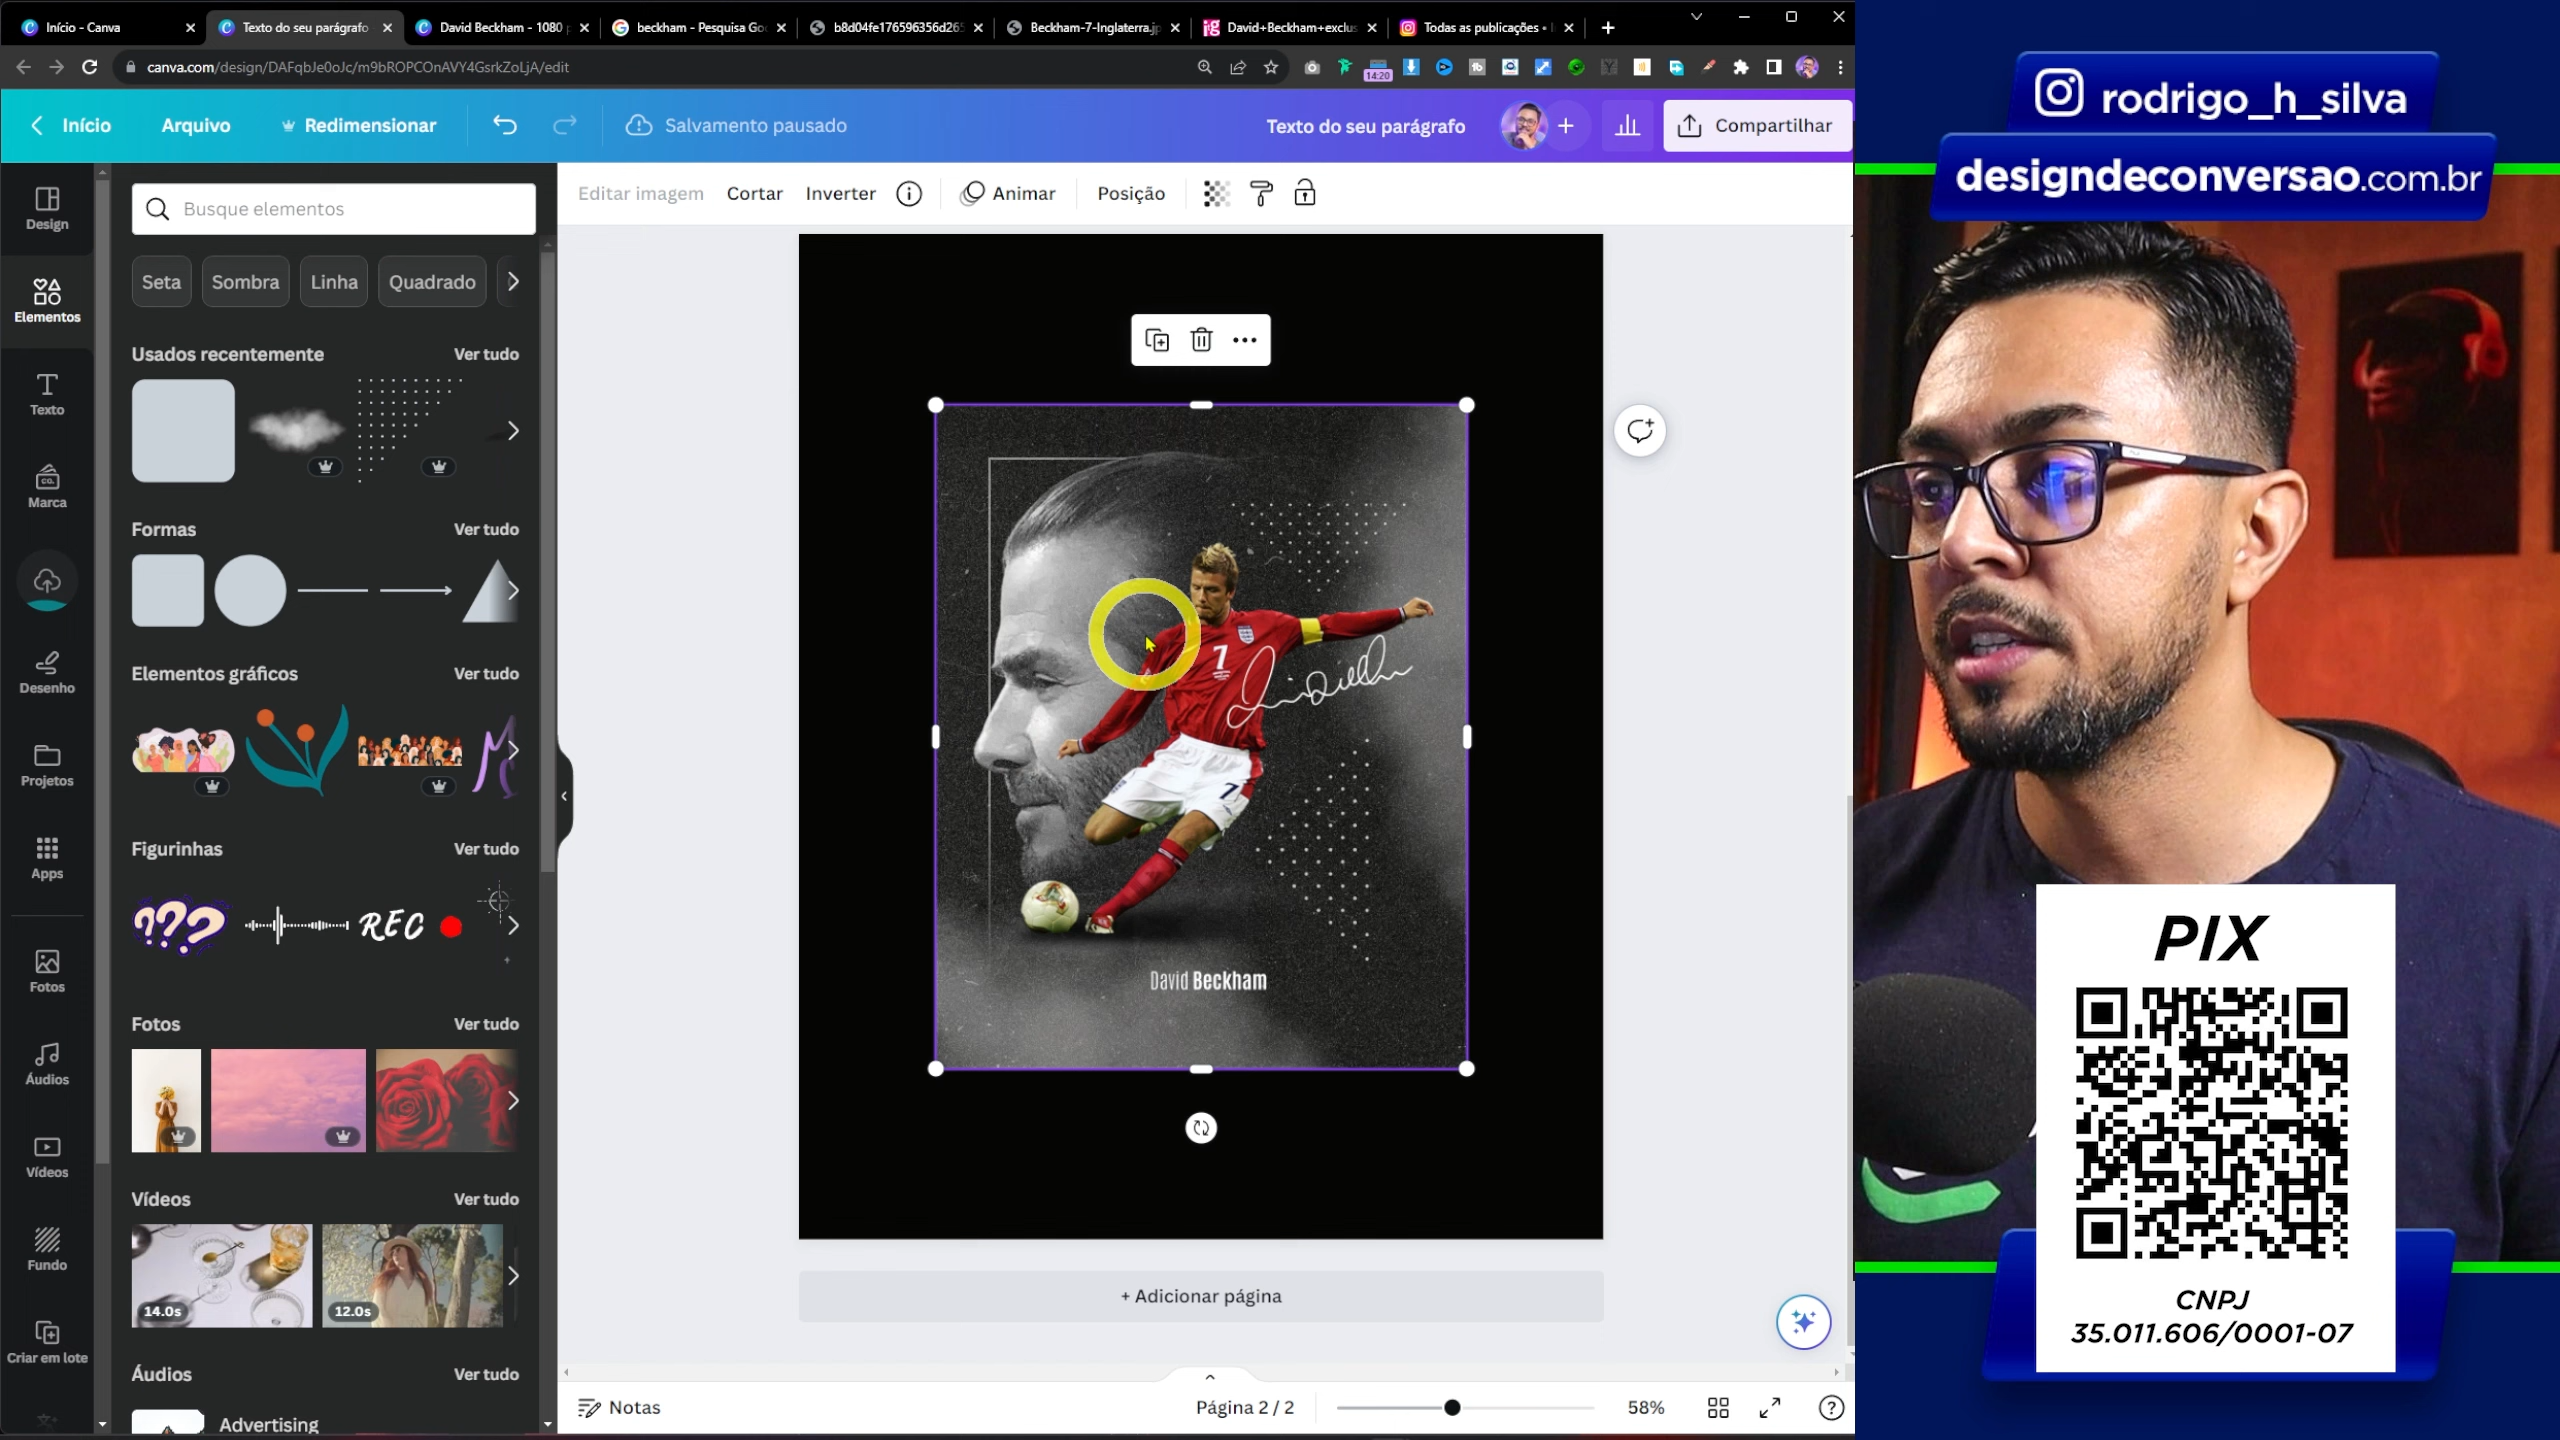 Início - Canva
Texto do seu parágrafo
David Beckham - 1080 p
beckham - Pesquisa Goo
b8d04fe176596356d265
Beckham-7-Inglaterra.jp
David+Beckham+exclus
Todas as publicações •
canva.com/design/DAFqbJe0oJc/m9bROPCOnAVY4GsrkZoLjA/edit
14:20
Início
Arquivo
Redimensionar
Salvamento pausado
Texto do seu parágrafo
Compartilhar
Editar imagem
Cortar
Inverter
Animar
Posição
Design
Elementos
Texto
Marca
Desenho
Projetos
Apps
Fotos
Áudios
Vídeos
Fundo
Criar em lote
Busque elementos
Seta
Sombra
Linha
Quadrado
Usados recentemente
Ver tudo
Formas
Ver tudo
Elementos gráficos
Ver tudo
Figurinhas
Ver tudo
???
REC
Fotos
Ver tudo
Vídeos
Ver tudo
14.0s
12.0s
Áudios
Ver tudo
Advertising
7
7
David Beckham
+ Adicionar página
Notas
Página 2 / 2
58%
rodrigo_h_silva
designdeconversao.com.br
PIX
CNPJ
35.011.606/0001-07